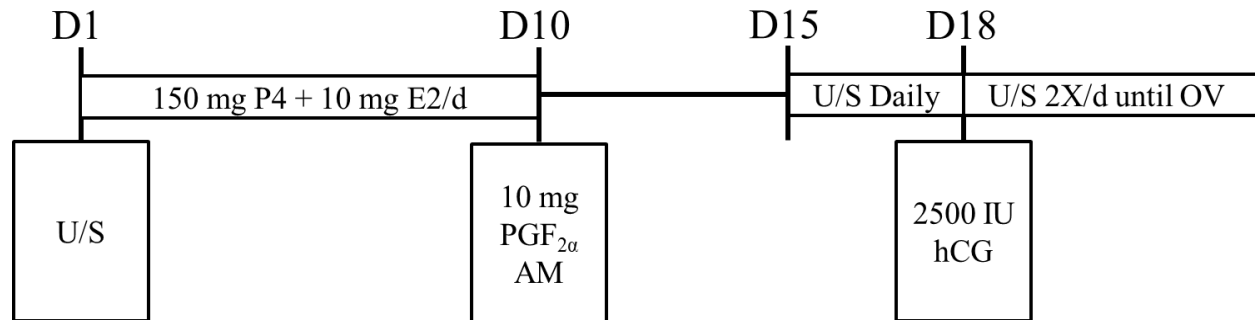 D1
D10
D15
D18
150 mg P4 + 10 mg E2/d
U/S Daily
U/S 2X/d until OV
U/S
10 mg
PGF₂α
AM
2500 IU
hCG